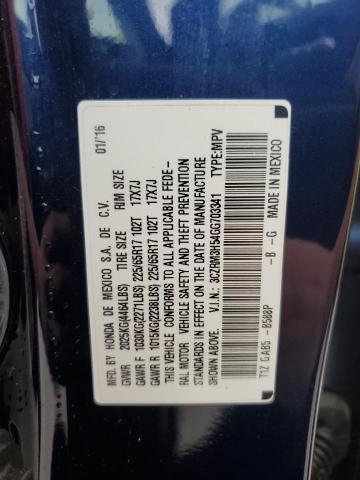 MFD. BY HONDA DE MEXICO S.A. DE C.V. 01/'16
GVWR 2025KG(4464LBS) TIRE SIZE RIM SIZE
GAWR F 1030KG(2271LBS) 225/65R17 102T 17X7J
GAWR R 1015KG(2238LBS) 225/65R17 102T 17X7J
THIS VEHICLE CONFORMS TO ALL APPLICABLE FEDE-
RAL MOTOR VEHICLE SAFETY AND THEFT PREVENTION
STANDARDS IN EFFECT ON THE DATE OF MANUFACTURE
SHOWN ABOVE. V.I.N.: 3CZRM3H54GG703341 TYPE:MPV
T1Z CAB5 -B588P -B -G MADE IN MEXICO